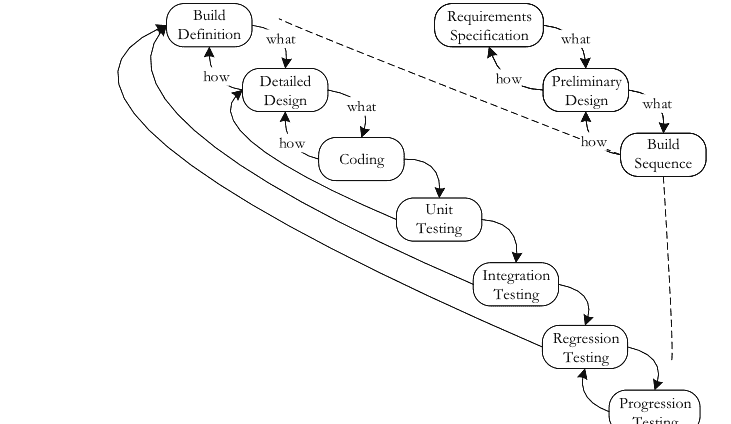 Build
Definition
what
how
Detailed
Design
what
how
Coding
Unit
Testing
Integration
Testing
Regression
Testing
Progression
Testing
Requirements
Specification
what
how
Preliminary
Design
what
how
Build
Sequence